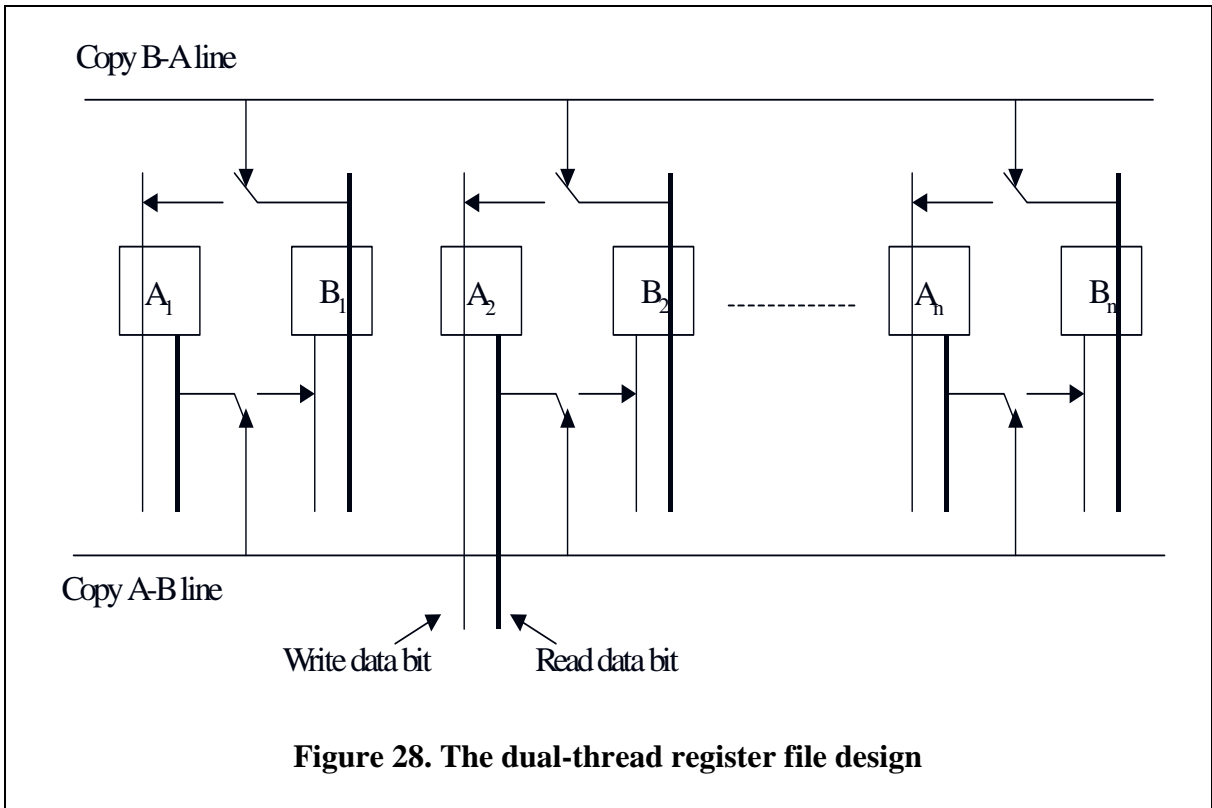 Copy B-A line
A1 B1 A2 B2 An Bn
Copy A-B line
Write data bit Read data bit
Figure 28. The dual-thread register file design